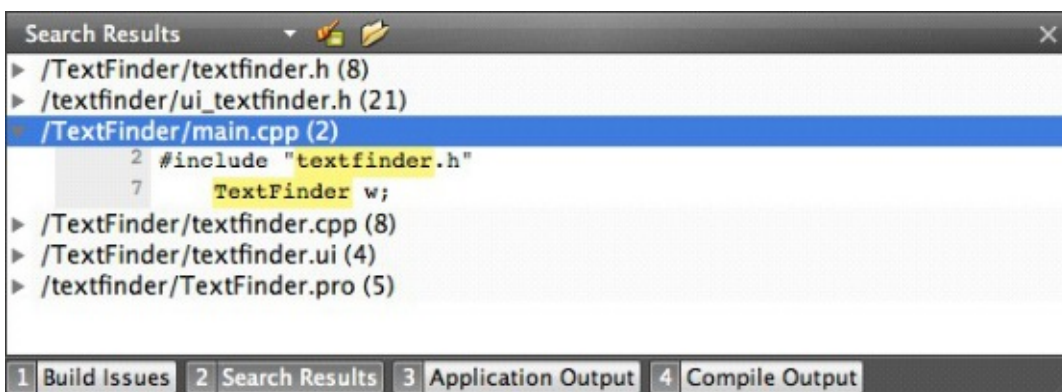 Search Results
/TextFinder/textfinder.h (8)
/textfinder/ui_textfinder.h (21)
/TextFinder/main.cpp (2)
2 #include "textfinder.h"
7 TextFinder w;
/TextFinder/textfinder.cpp (8)
/TextFinder/textfinder.ui (4)
/textfinder/TextFinder.pro (5)
1 Build Issues 2 Search Results 3 Application Output 4 Compile Output